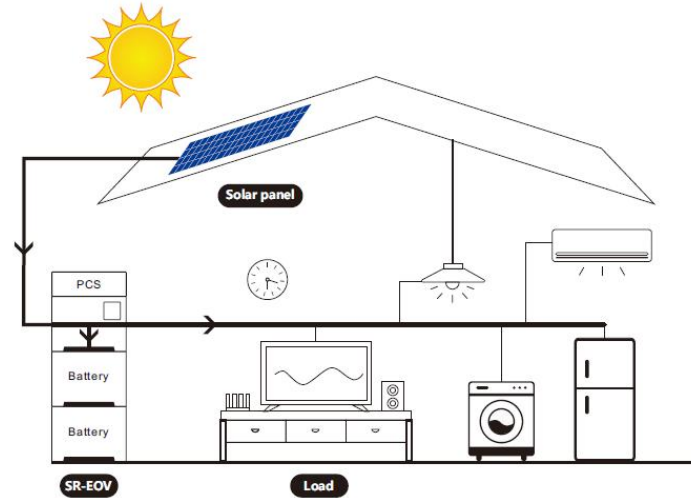 Solar panel
PCS
Battery
Battery
SR-EOV
Load